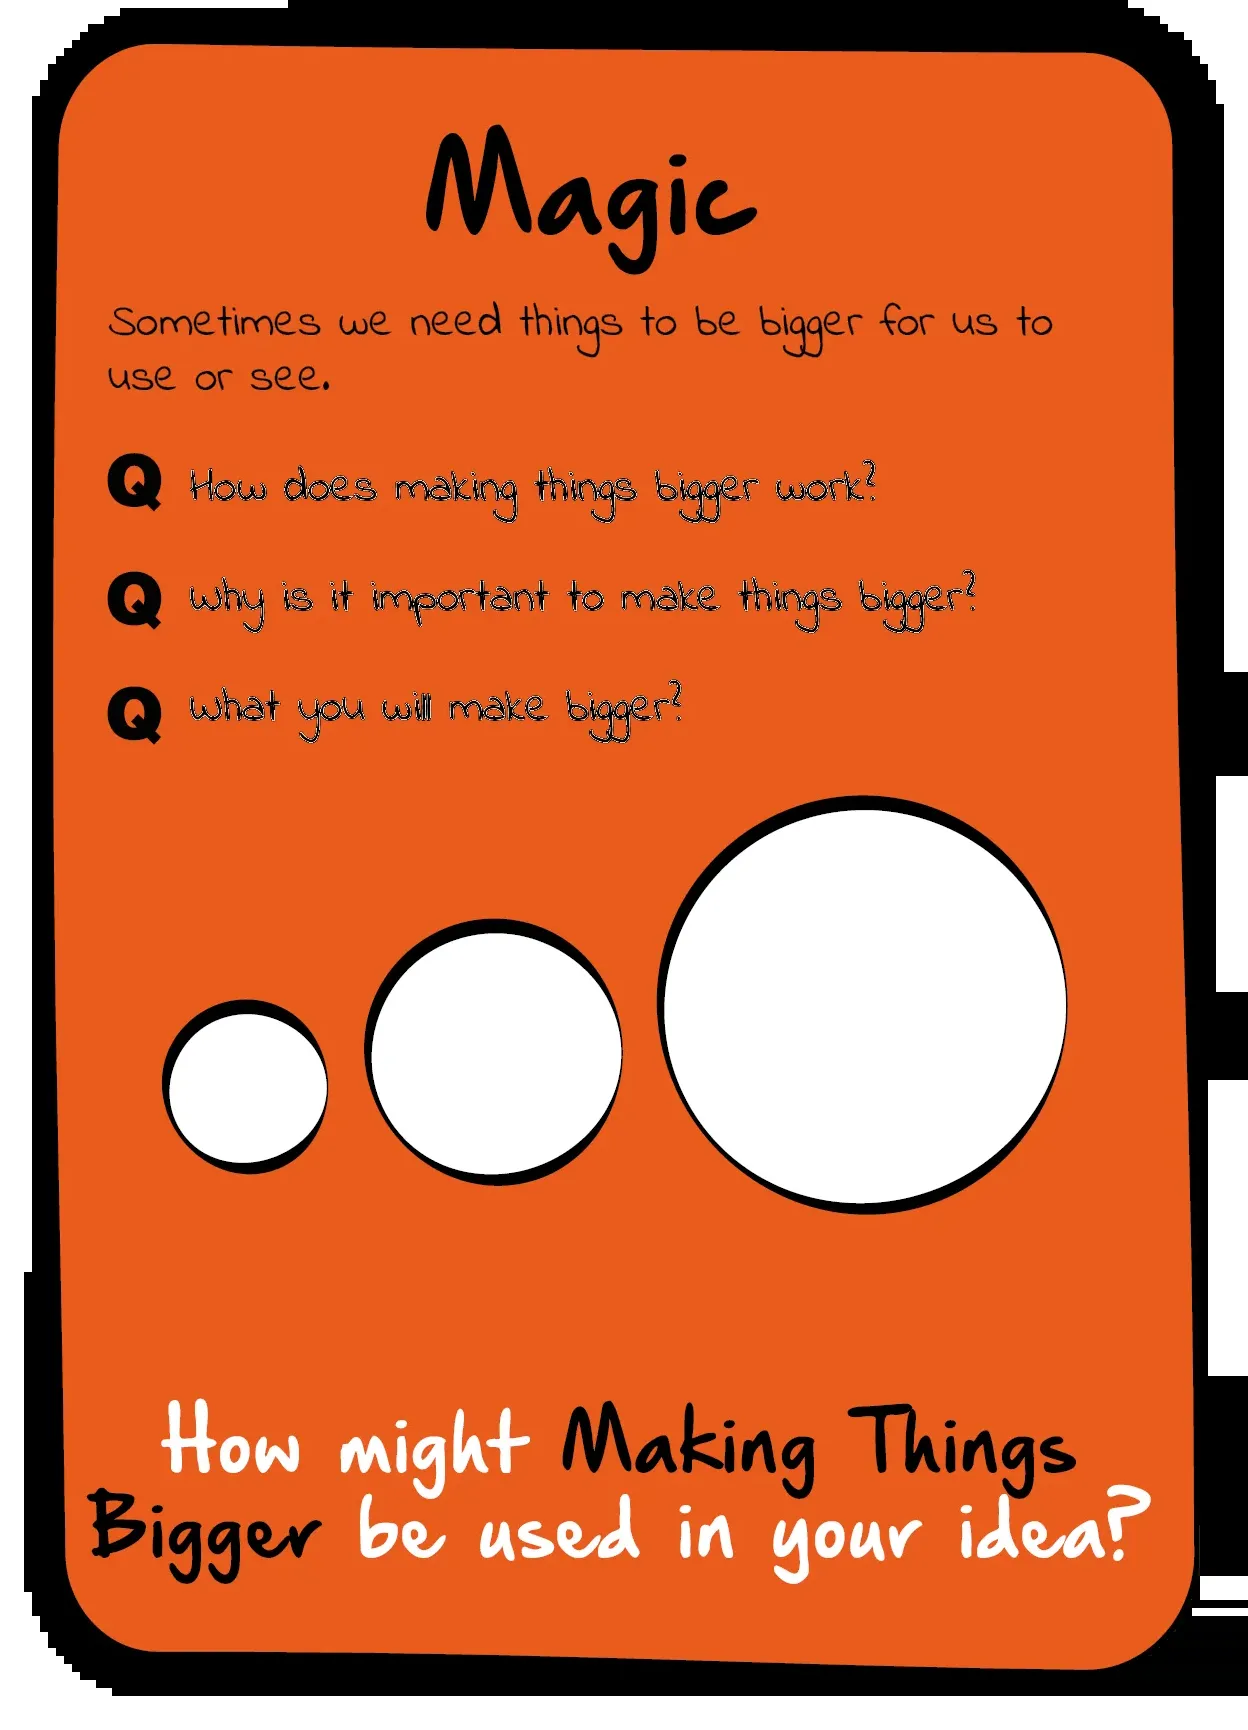 Magic
Sometimes we need things to be bigger for us to
use or see.
Q How does making things bigger work?
Q Why is it important to make things bigger?
Q What you will make bigger?
How might Making Things
Bigger be used in your idea?